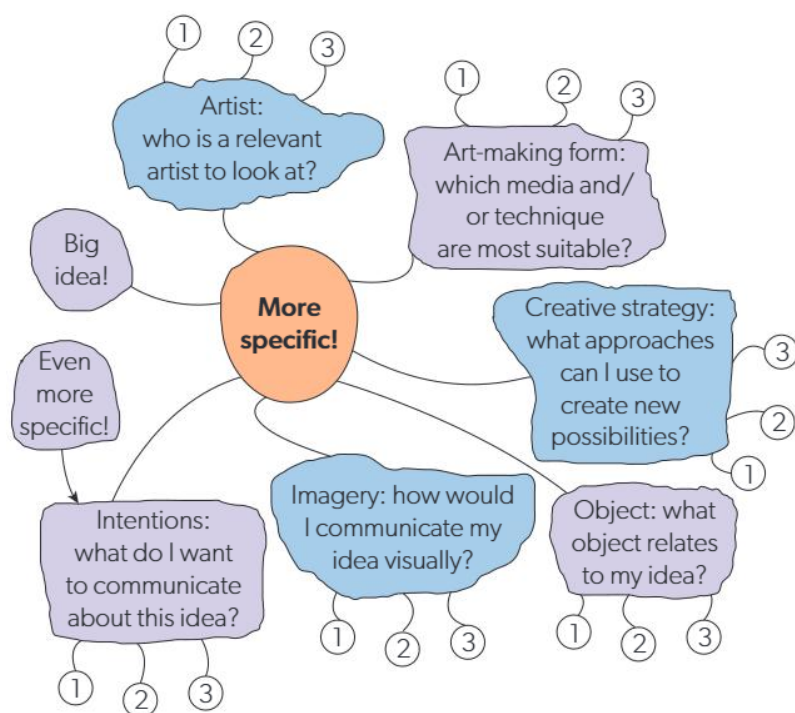 1
2
3
Artist:
who is a relevant
artist to look at?
1
2
3
Art-making form:
which media and/
or technique
are most suitable?
Big
idea!
More
specific!
Creative strategy:
what approaches
can I use to
create new
possibilities?
3
2
1
Even
more
specific!
Intentions:
what do I want
to communicate
about this idea?
1
2
3
Imagery: how would
I communicate my
idea visually?
1
2
3
Object: what
object relates
to my idea?
1
2
3